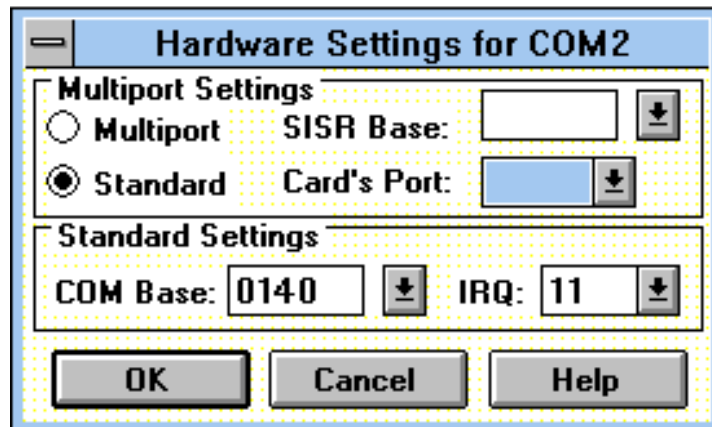 Hardware Settings for COM2
Multiport Settings
Multiport SISR Base:
Standard Card's Port:
Standard Settings
COM Base: 0140 IRQ: 11
OK Cancel Help